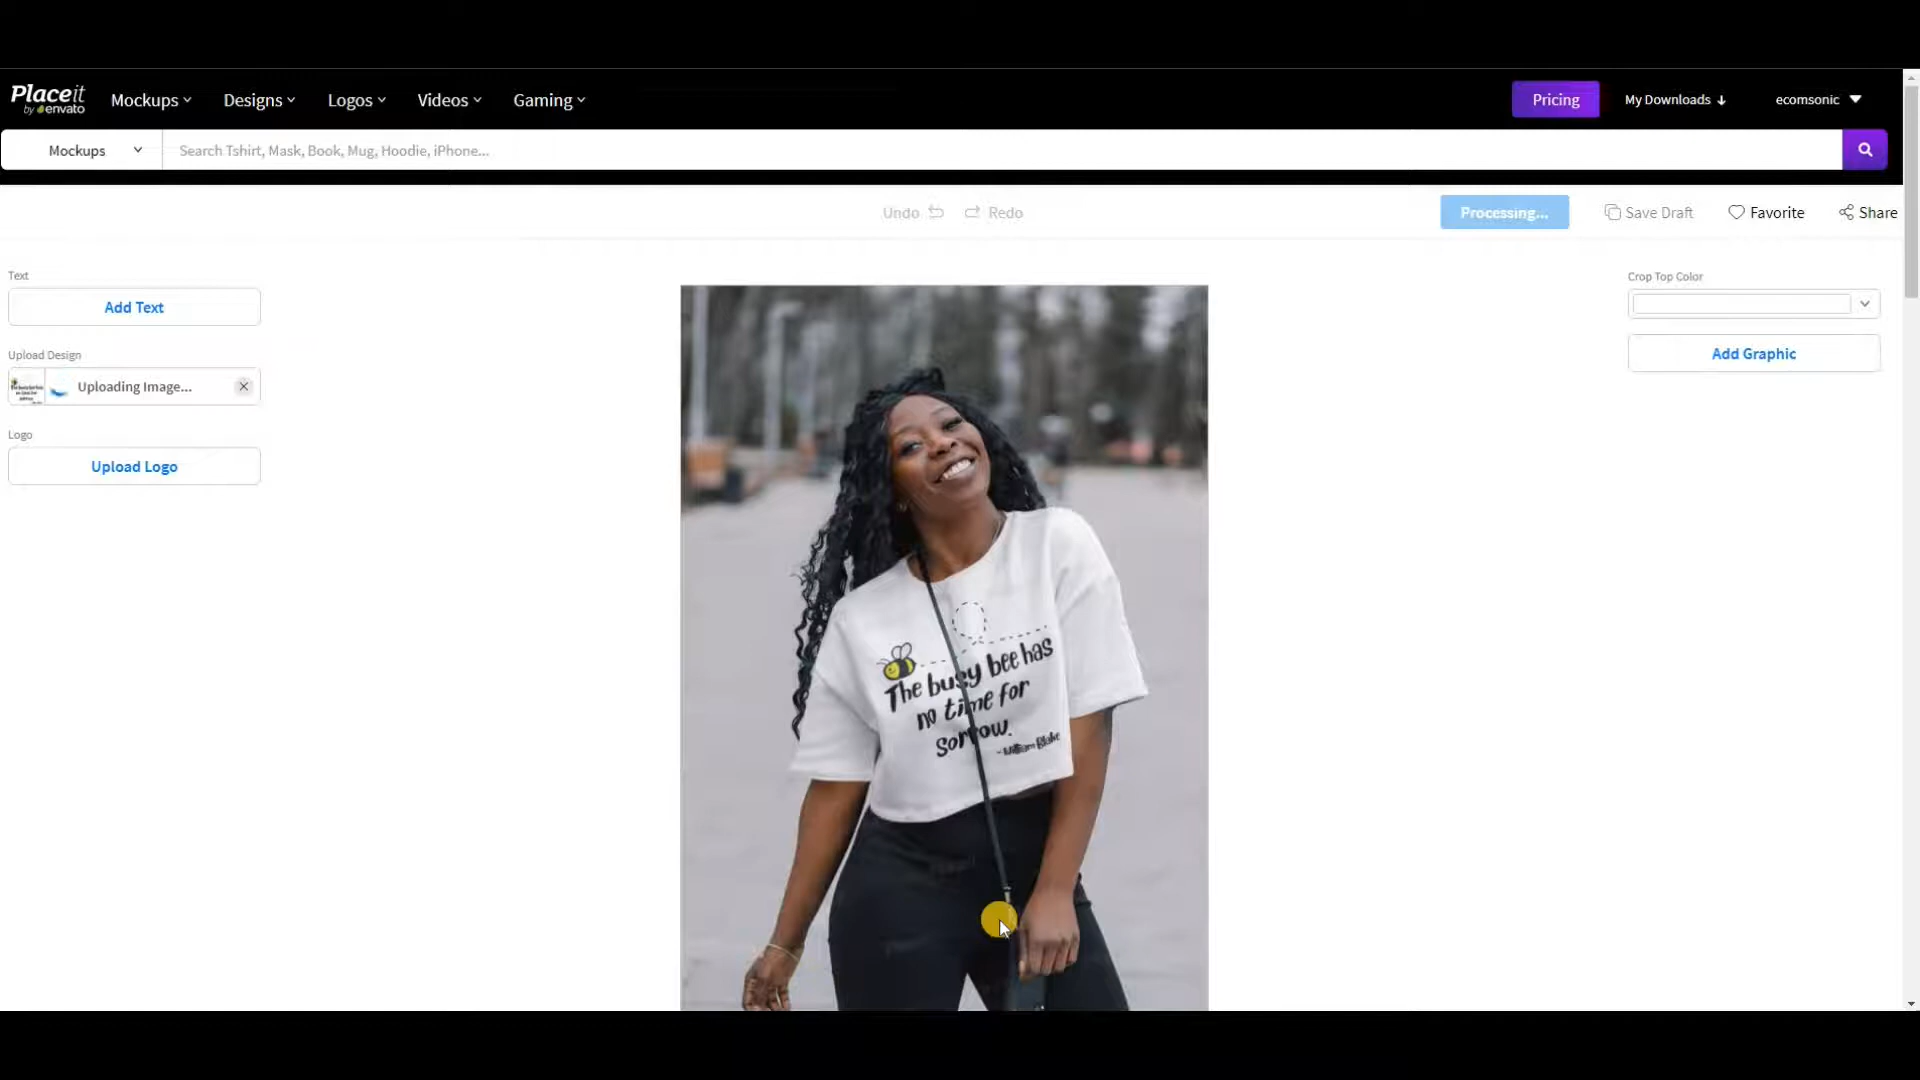 Placeit
by envato
Mockups
Designs
Logos
Videos
Gaming
Pricing
My Downloads
ecomsonic
Mockups
Search Tshirt, Mask, Book, Mug, Hoodie, iPhone...
Undo
Redo
Processing...
Save Draft
Favorite
Share
Text
Add Text
Upload Design
Uploading Image...
Logo
Upload Logo
Crop Top Color
Add Graphic
The busy bee has
no time for
sorrow.
- William Blake